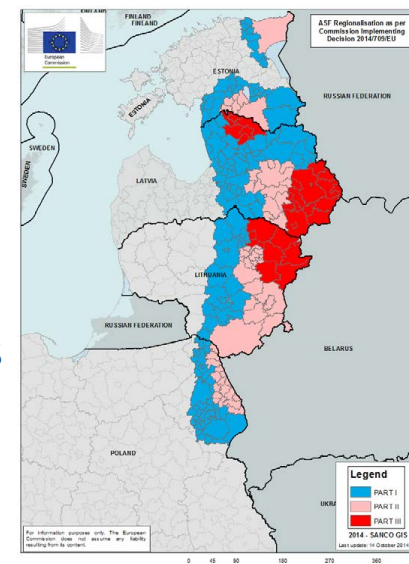 FINLAND
FINLAND
FINLAND
ASF Regionalisation as per
Commission Implementing
Decision 2014/709/EU
European
Commission
ESTONIA
RUSSIAN FEDERATION
ESTONIA
SWEDEN
SWEDEN
LATVIA
LITHUANIA
RUSSIAN FEDERATION
BELARUS
POLAND
Legend
PART I
PART II
PART III
UKRA
2014 - SANCO GIS
Last update: 14 October 2014
For information purposes only. The European
Commission does not assume any liability
resulting from its content.
0 45 90 180 270 360